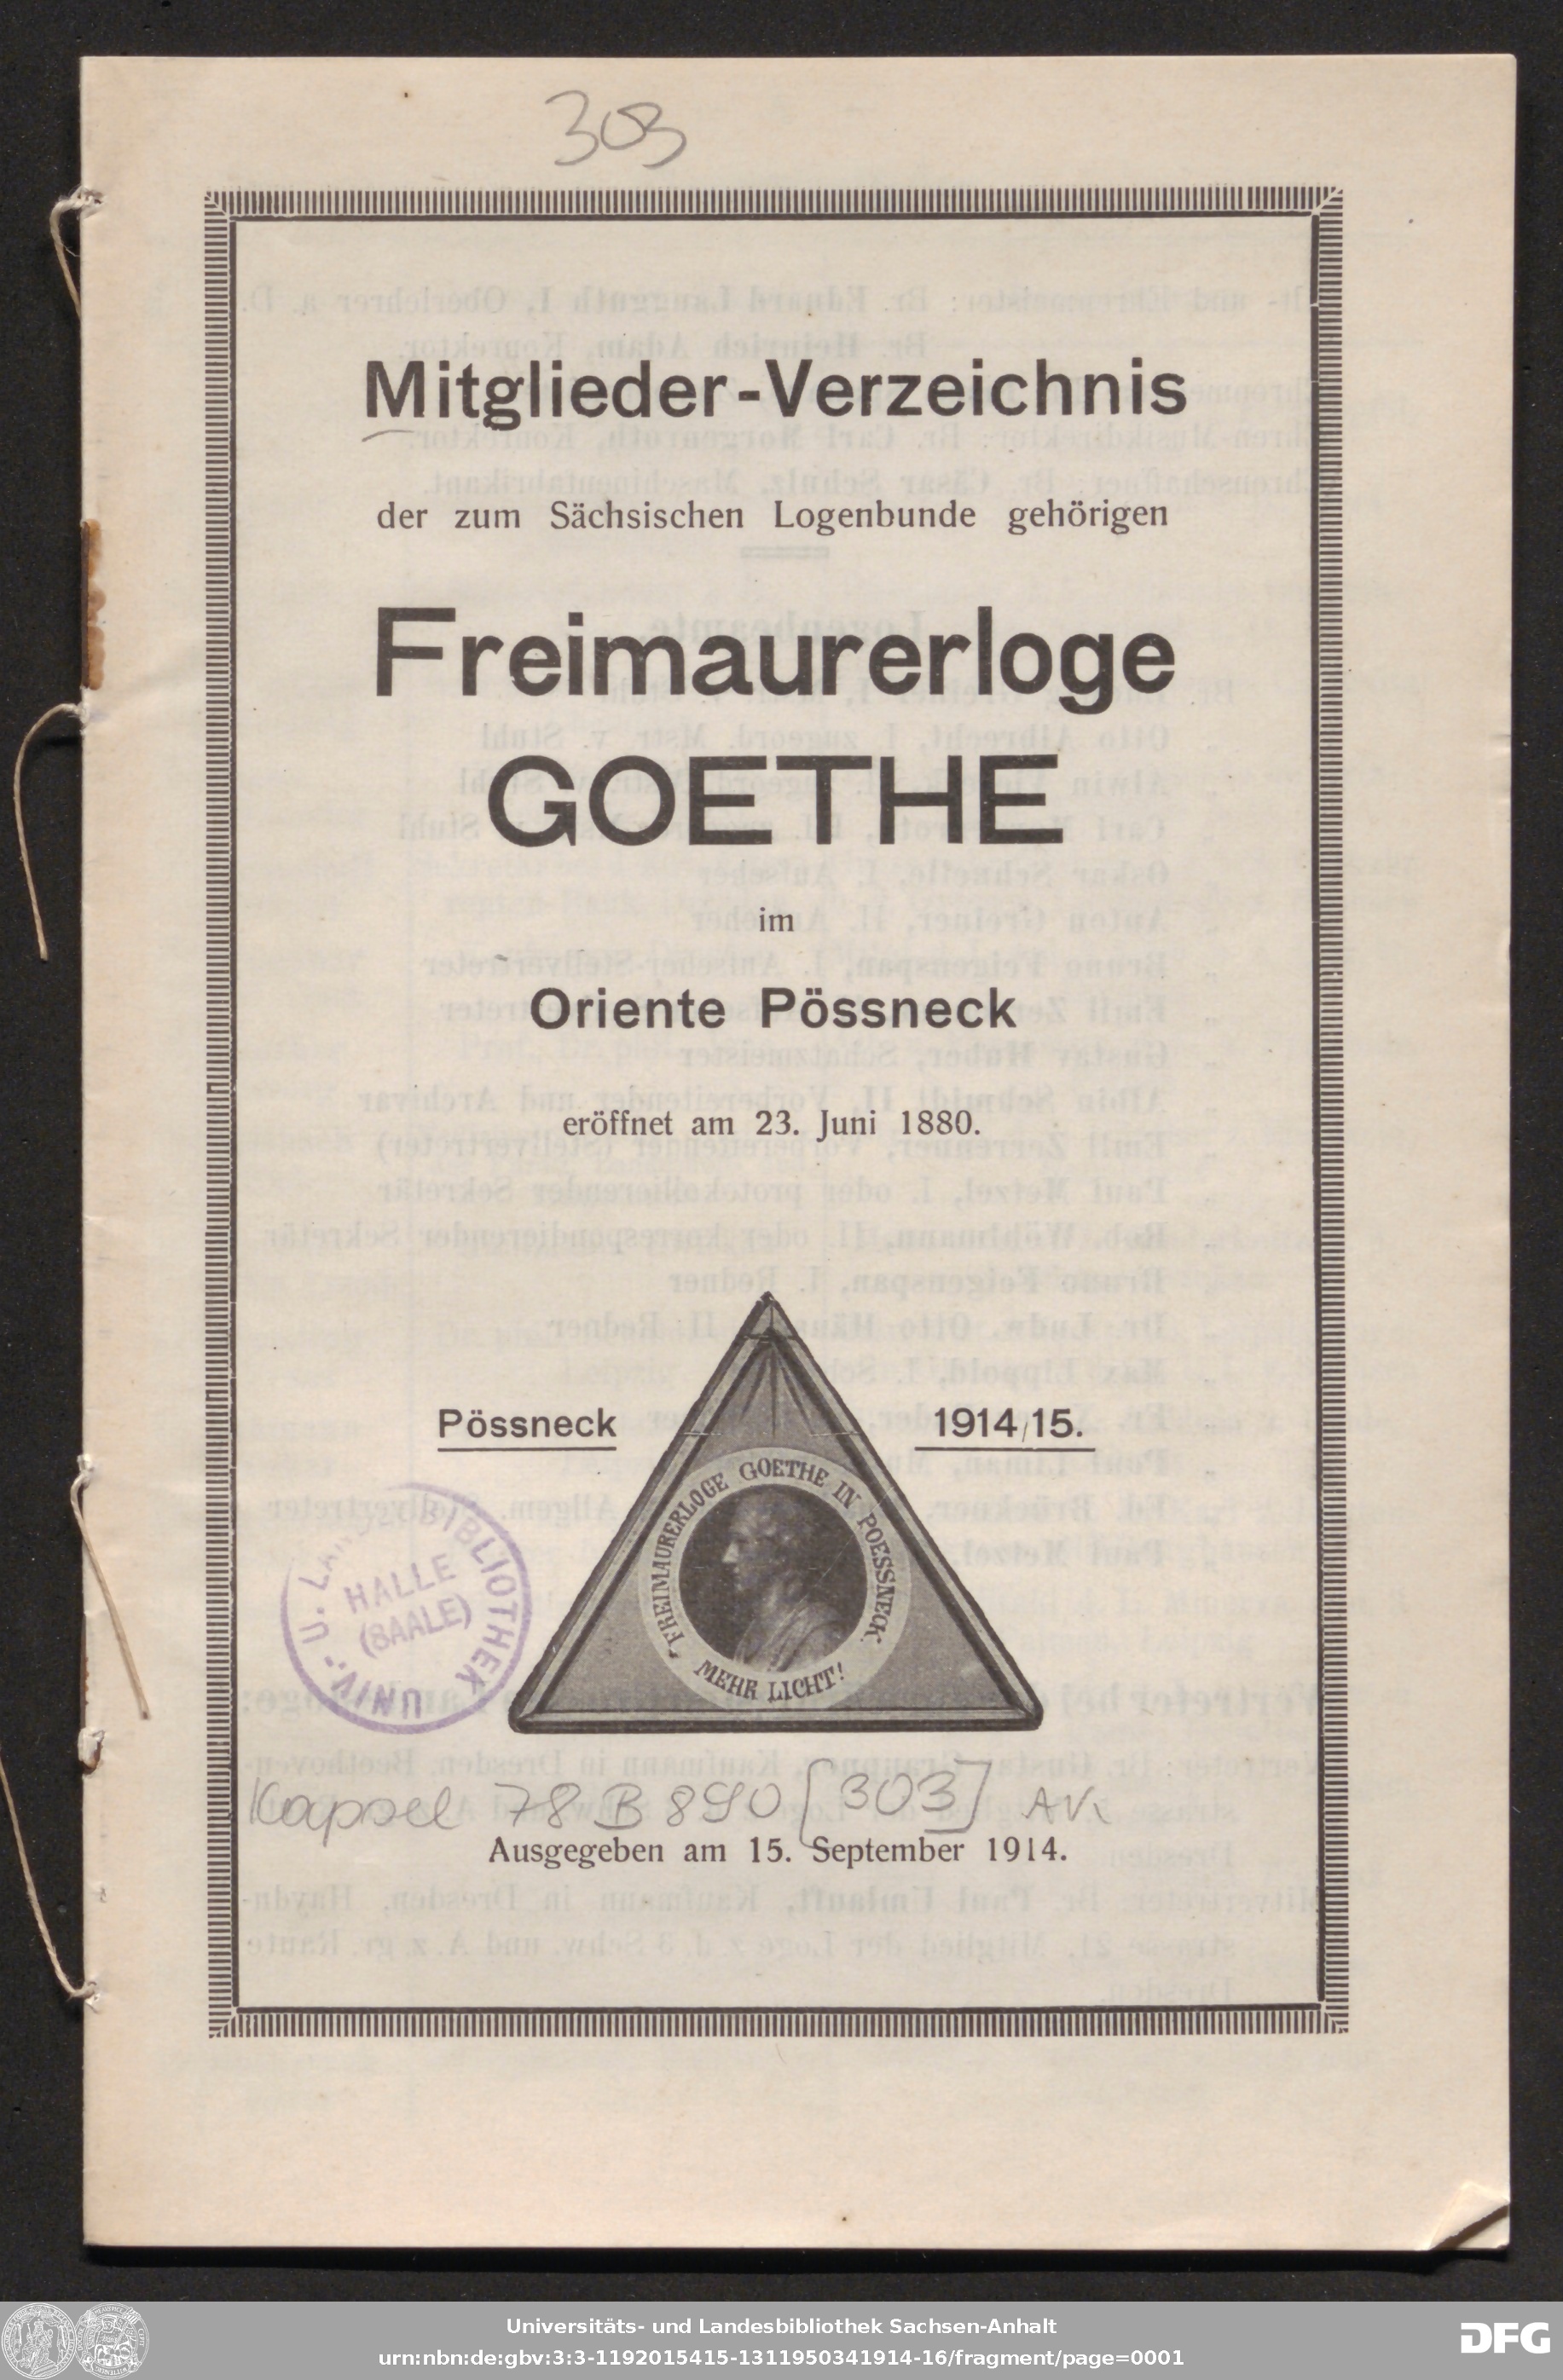 303
Mitglieder-Verzeichnis
der zum Sächsischen Logenbunde gehörigen
Freimaurerloge
GOETHE
im
Oriente Pössneck
eröffnet am 23. Juni 1880.
Pössneck 1914/15.
FREIMAURERLOGE GOETHE IN POESSNECK.
MEHR LICHT!
UNIV.- U. LANDESBIBLIOTHEK
HALLE
(SAALE)
Kapsel 78 B 890 [303] AK
Ausgegeben am 15. September 1914.
Universitäts- und Landesbibliothek Sachsen-Anhalt
urn:nbn:de:gbv:3:3-1192015415-1311950341914-16/fragment/page=0001
DFG